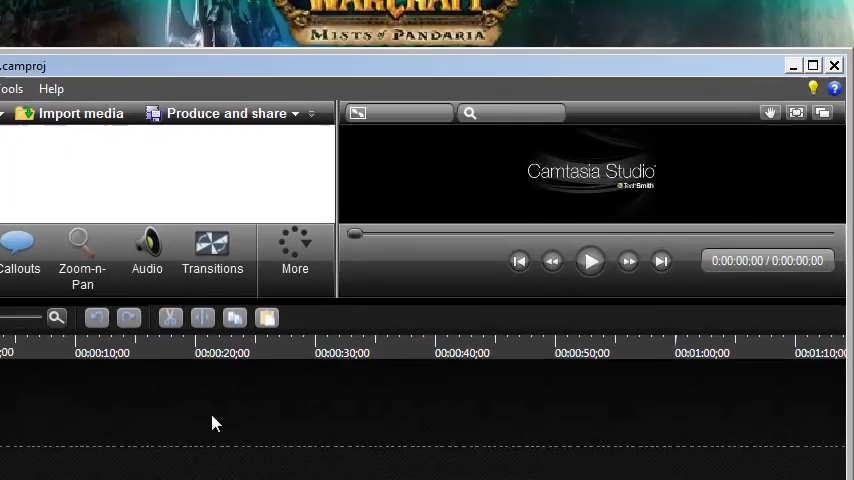 WARCRAFT
MISTS of PANDARIA
.camproj
ools Help
Import media Produce and share
Camtasia Studio
TechSmith
Callouts Zoom-n-Pan Audio Transitions More
0:00:00;00 / 0:00:00;00
:00 00:00:10;00 00:00:20;00 00:00:30;00 00:00:40;00 00:00:50;00 00:01:00;00 00:01:10;00